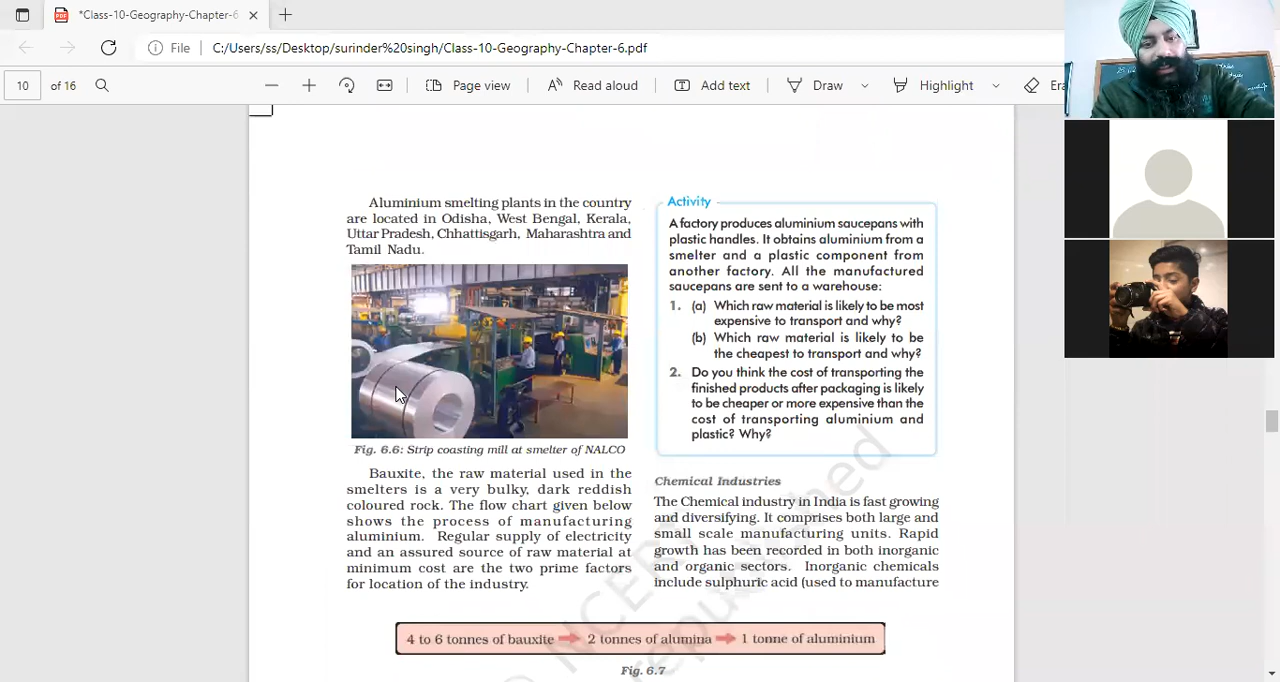 *Class-10-Geography-Chapter-6
File
C:/Users/ss/Desktop/surinder%20singh/Class-10-Geography-Chapter-6.pdf
10 of 16
Page view
Read aloud
Add text
Draw
Highlight
Era
Aluminium smelting plants in the country
are located in Odisha, West Bengal, Kerala,
Uttar Pradesh, Chhattisgarh, Maharashtra and
Tamil Nadu.
Fig. 6.6: Strip coasting mill at smelter of NALCO
Bauxite, the raw material used in the
smelters is a very bulky, dark reddish
coloured rock. The flow chart given below
shows the process of manufacturing
aluminium. Regular supply of electricity
and an assured source of raw material at
minimum cost are the two prime factors
for location of the industry.
Activity
A factory produces aluminium saucepans with
plastic handles. It obtains aluminium from a
smelter and a plastic component from
another factory. All the manufactured
saucepans are sent to a warehouse:
1. (a) Which raw material is likely to be most
expensive to transport and why?
(b) Which raw material is likely to be
the cheapest to transport and why?
2. Do you think the cost of transporting the
finished products after packaging is likely
to be cheaper or more expensive than the
cost of transporting aluminium and
plastic? Why?
Chemical Industries
The Chemical industry in India is fast growing
and diversifying. It comprises both large and
small scale manufacturing units. Rapid
growth has been recorded in both inorganic
and organic sectors. Inorganic chemicals
include sulphuric acid (used to manufacture
4 to 6 tonnes of bauxite → 2 tonnes of alumina → 1 tonne of aluminium
Fig. 6.7
© NCERT
republished